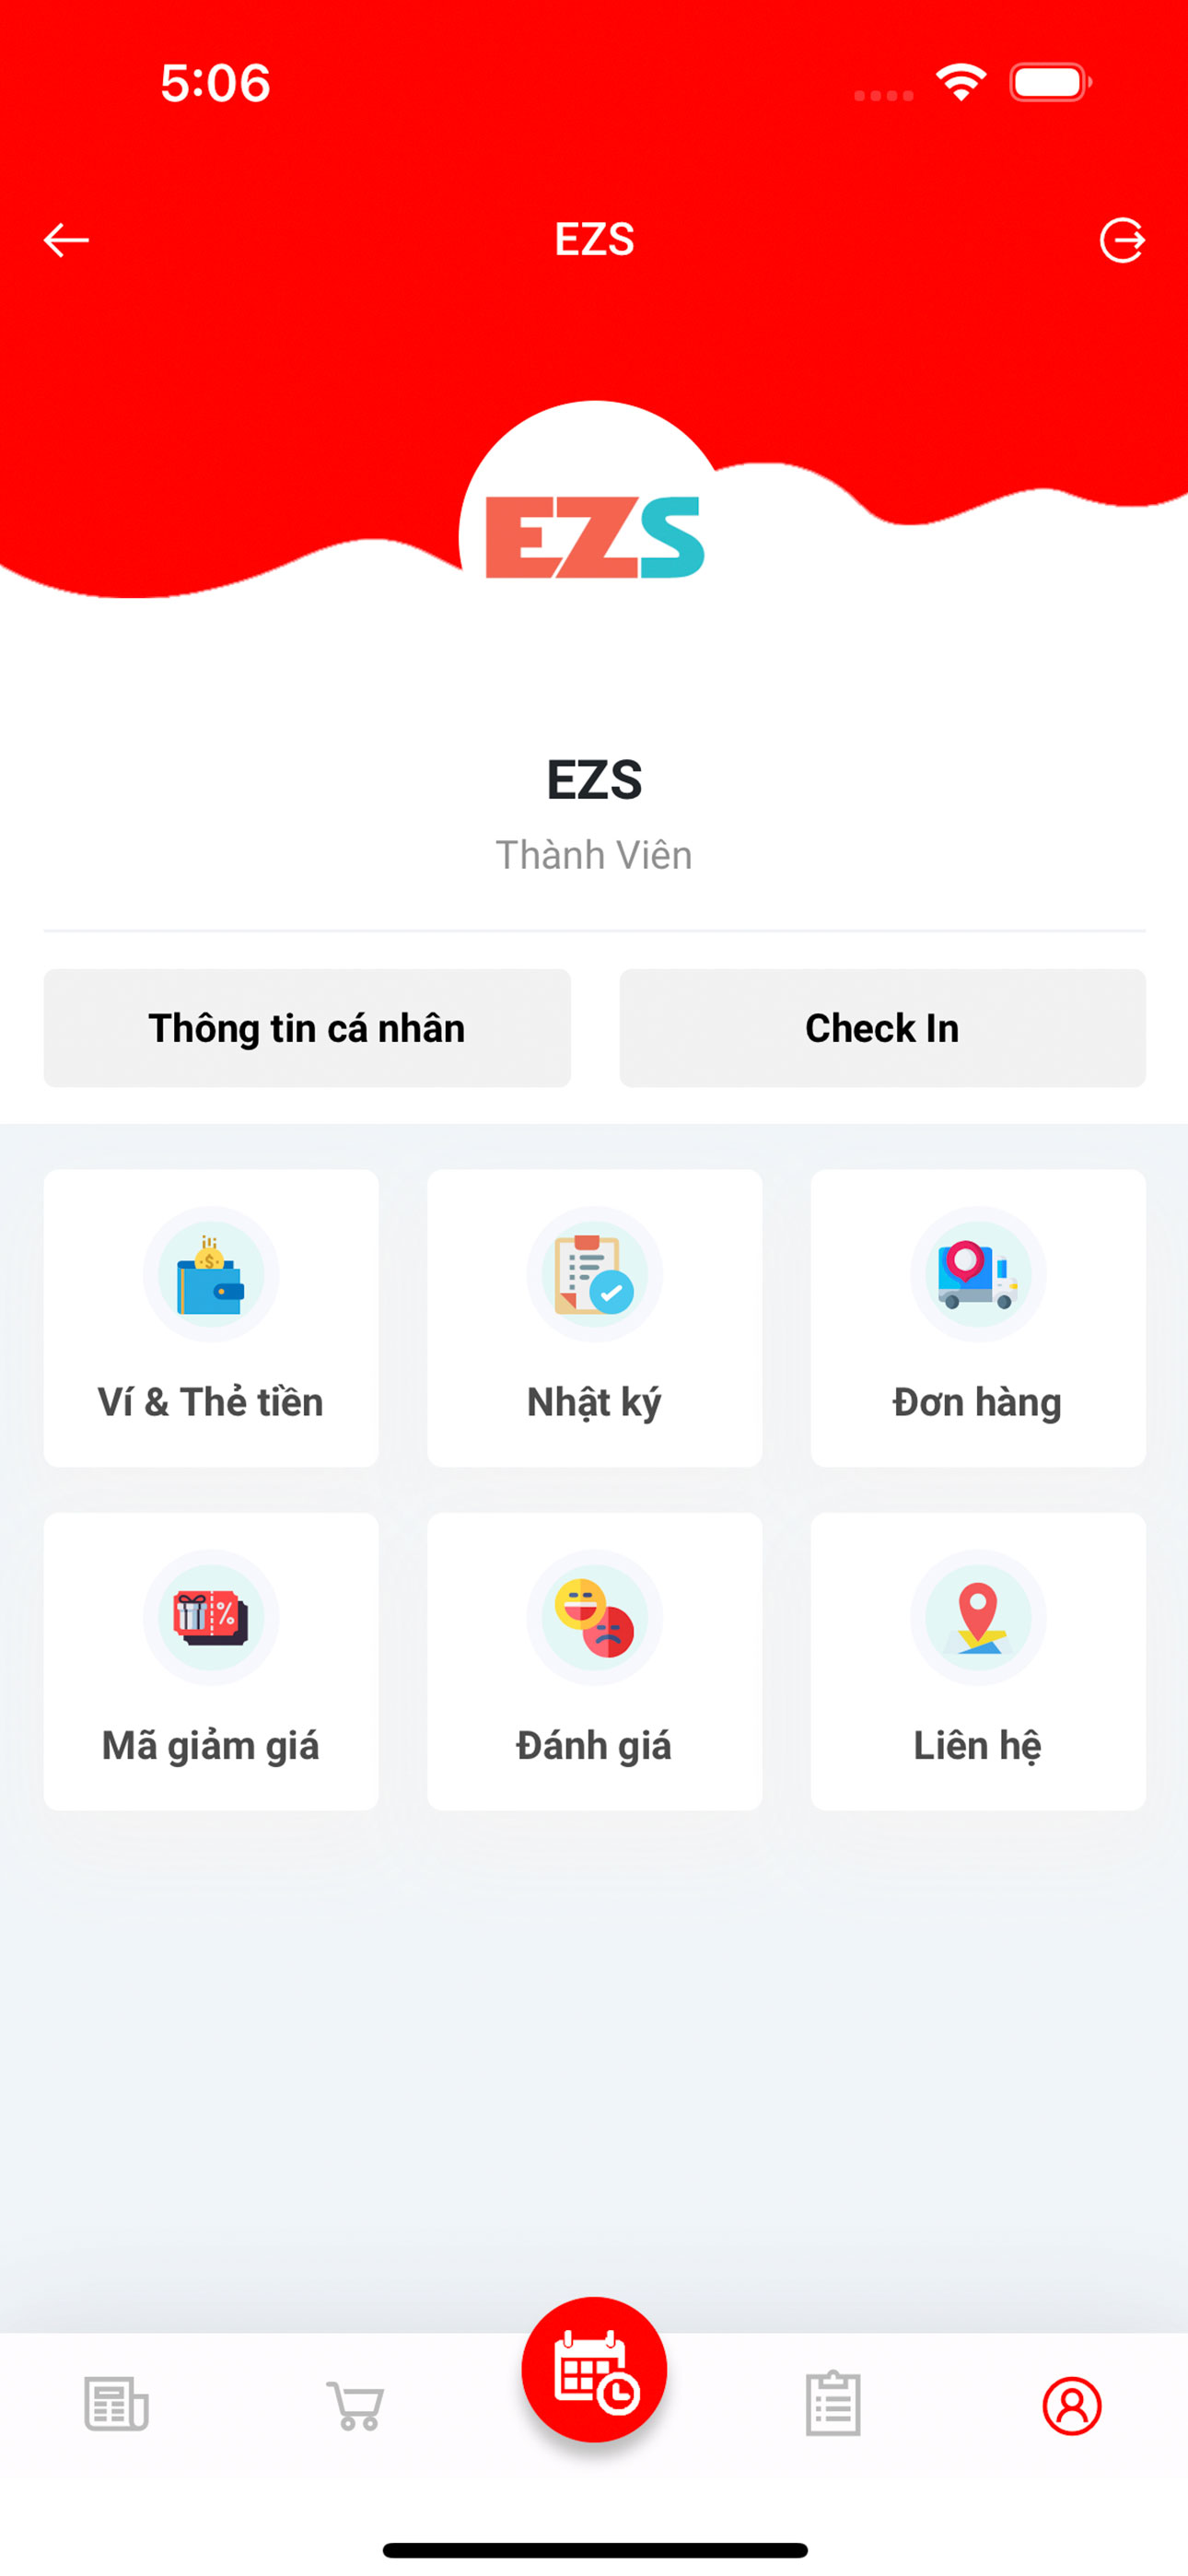 5:06
EZS
EZS
EZS
Thành Viên
Thông tin cá nhân
Check In
Ví & Thẻ tiền
Nhật ký
Đơn hàng
Mã giảm giá
Đánh giá
Liên hệ